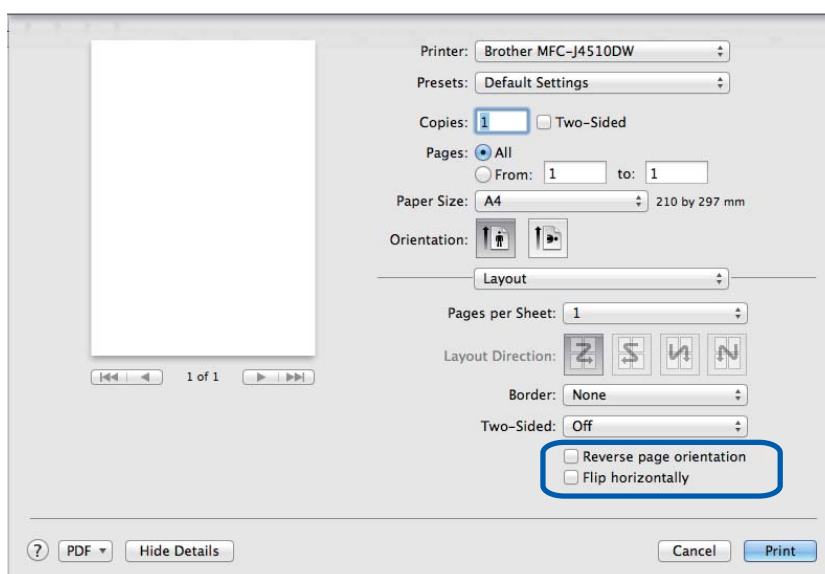 Printer: Brother MFC-J4510DW
Presets: Default Settings
Copies: 1 Two-Sided
Pages: All
From: 1 to: 1
Paper Size: A4 210 by 297 mm
Orientation:
Layout
Pages per Sheet: 1
Layout Direction:
1 of 1
Border: None
Two-Sided: Off
Reverse page orientation
Flip horizontally
? PDF Hide Details Cancel Print